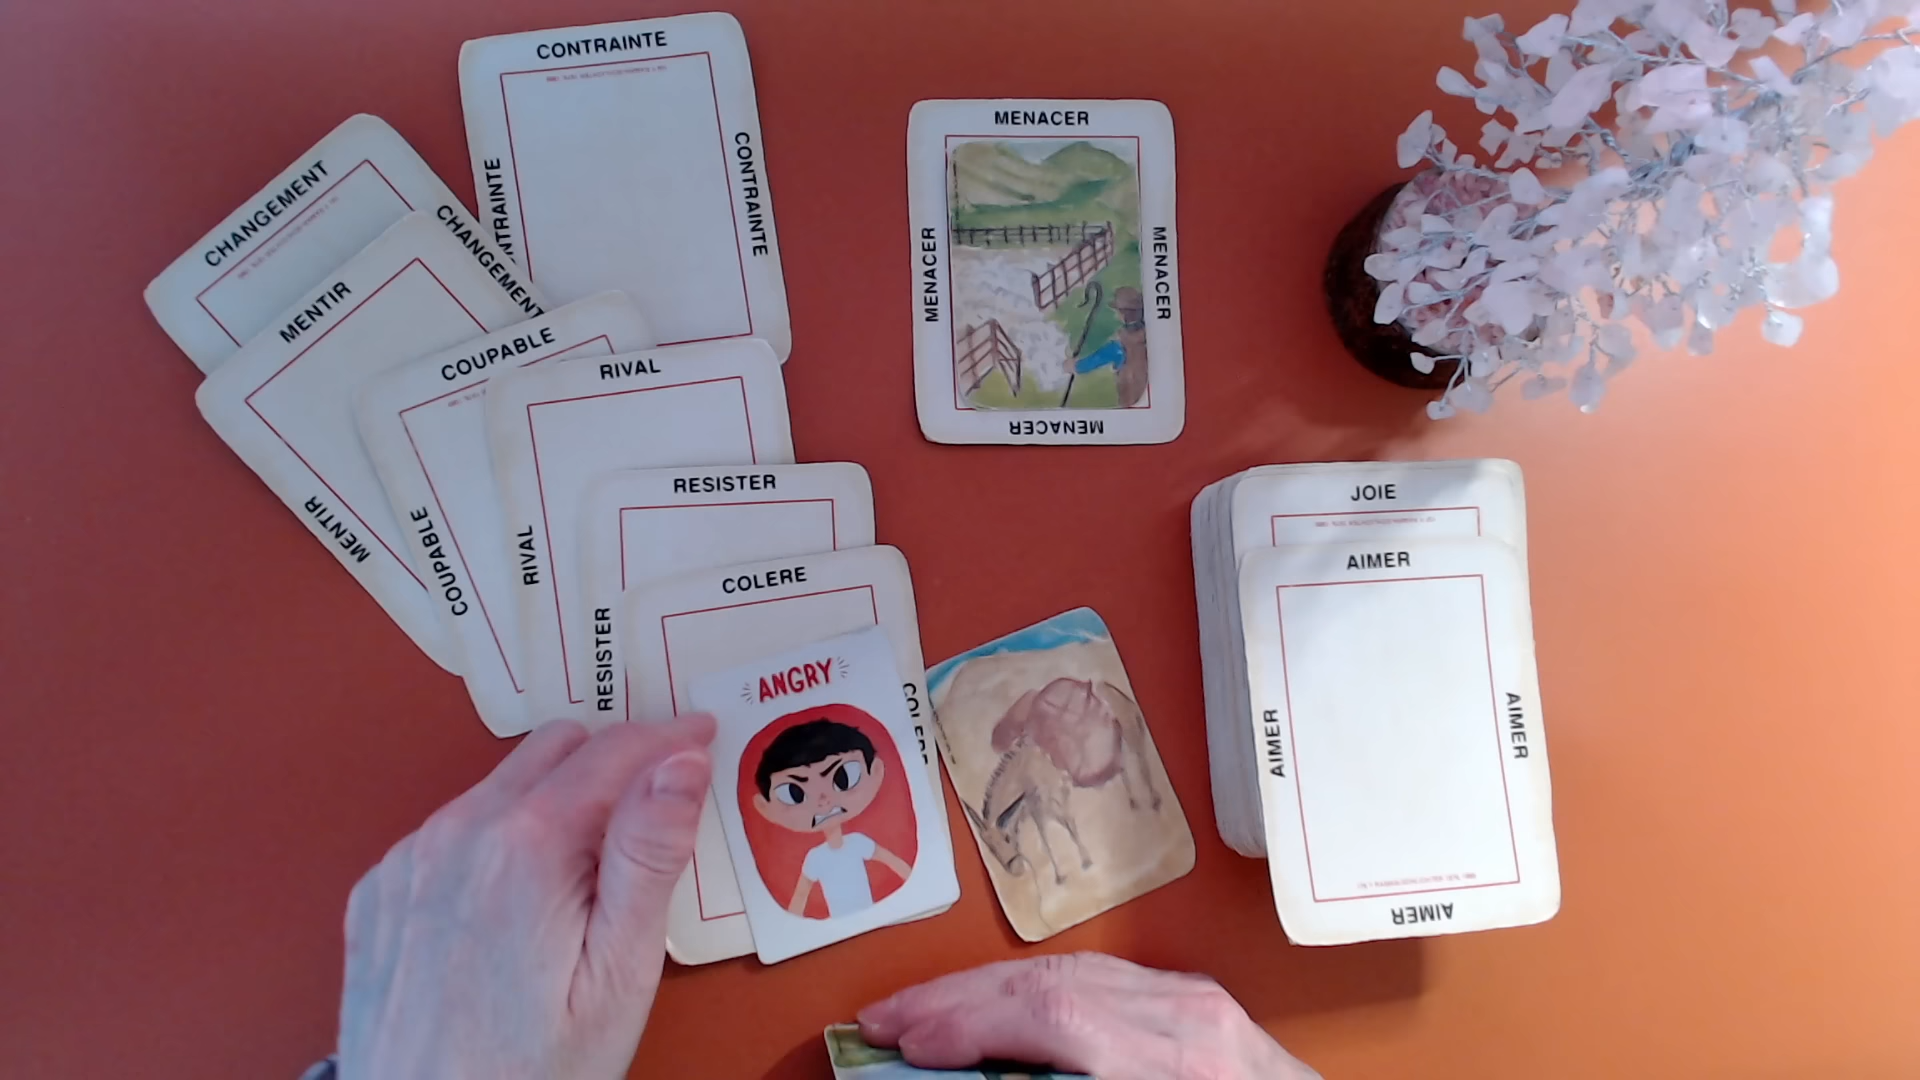 CONTRAINTE
CONTRAINTE
CONTRAINTE
CHANGEMENT
CHANGEMENT
MENTIR
MENTIR
COUPABLE
COUPABLE
RIVAL
RIVAL
RESISTER
RESISTER
COLERE
COLERE
ANGRY
MENACER
MENACER
MENACER
MENACER
JOIE
AIMER
AIMER
AIMER
AIMER